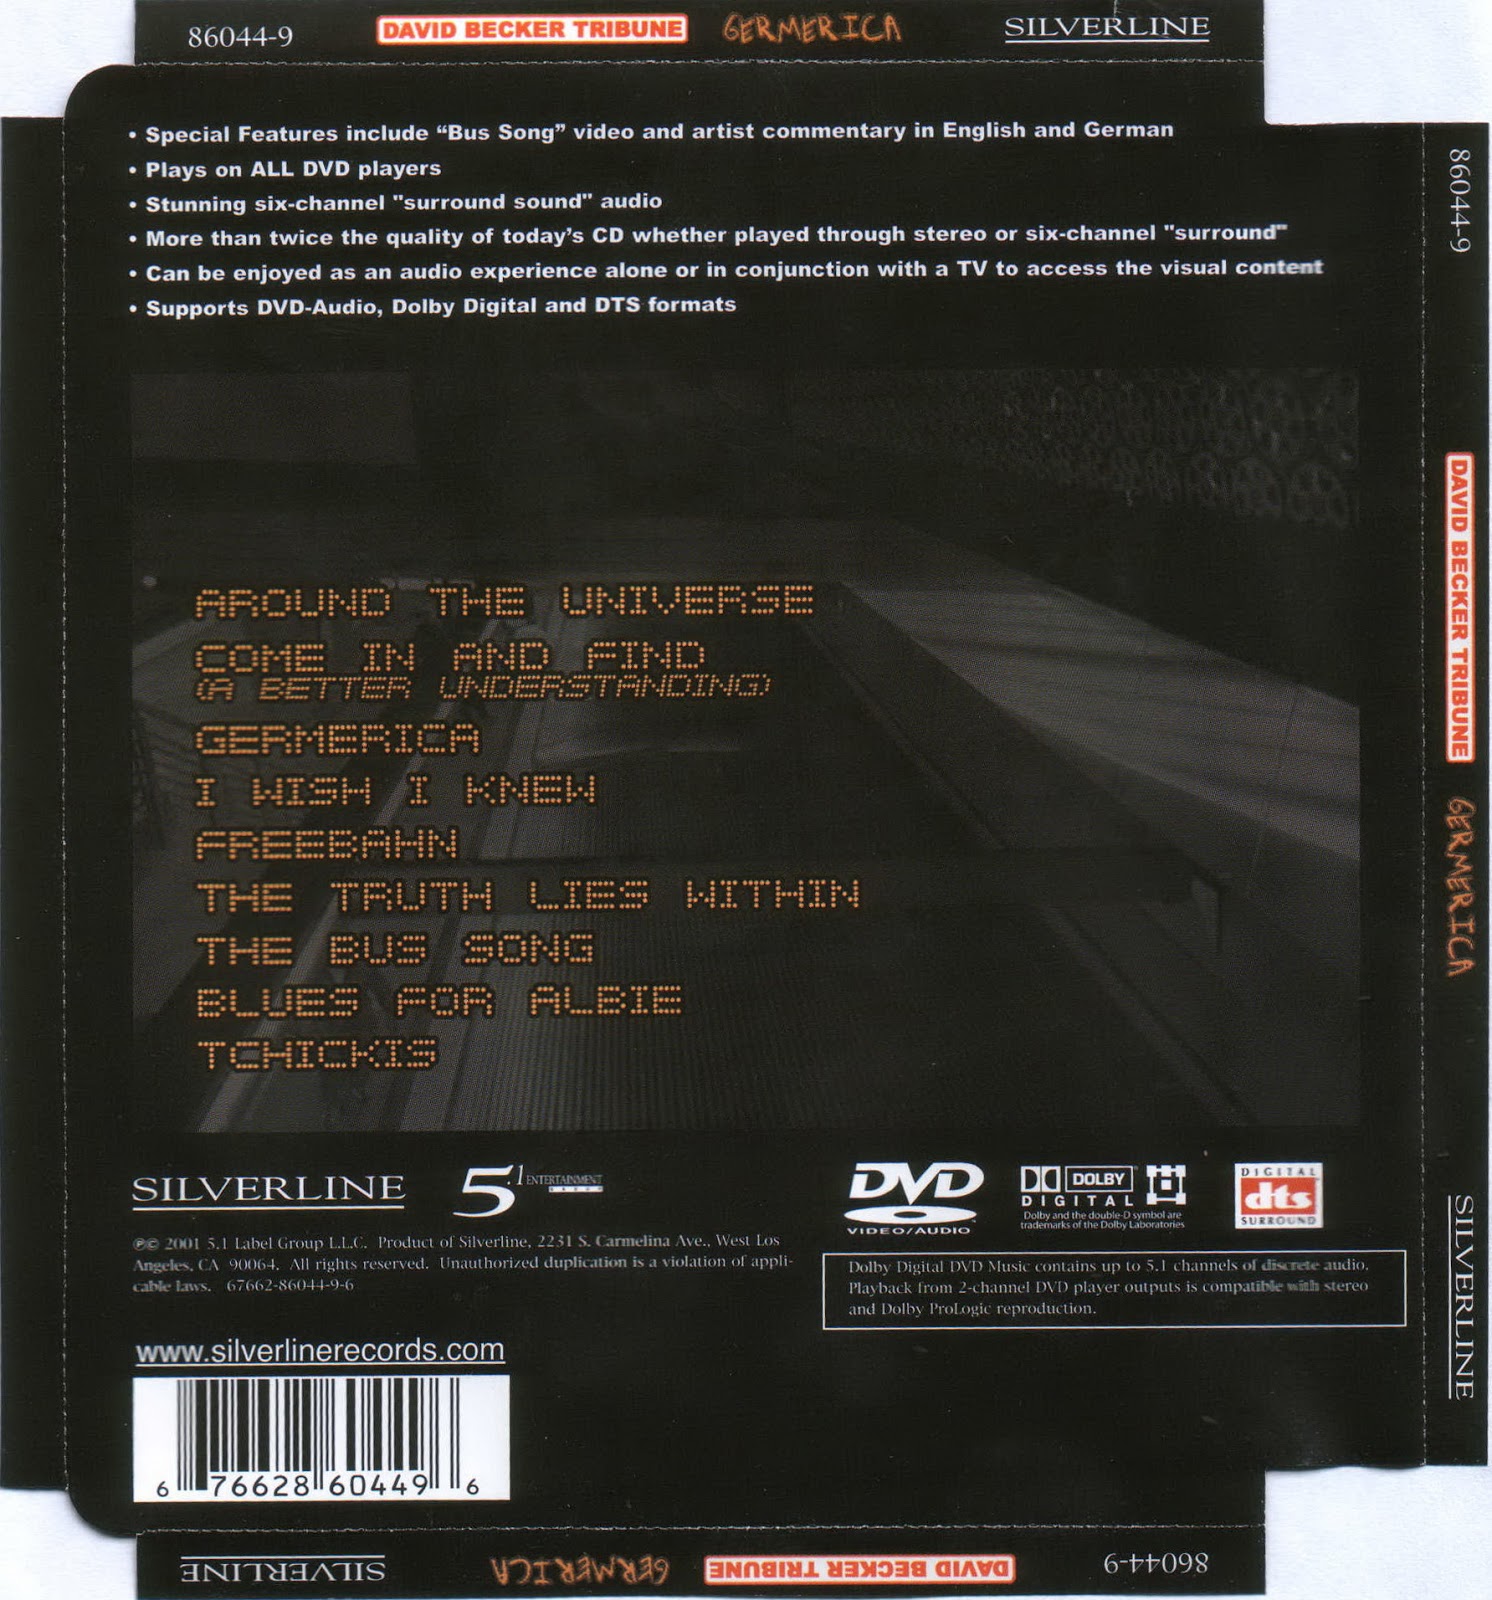 86044-9 DAVID BECKER TRIBUNE GERMERICA SILVERLINE
• Special Features include “Bus Song” video and artist commentary in English and German
• Plays on ALL DVD players
• Stunning six-channel "surround sound" audio
• More than twice the quality of today’s CD whether played through stereo or six-channel "surround"
• Can be enjoyed as an audio experience alone or in conjunction with a TV to access the visual content
• Supports DVD-Audio, Dolby Digital and DTS formats
AROUND THE UNIVERSE
COME IN AND FIND
(A BETTER UNDERSTANDING)
GERMERICA
I WISH I KNEW
FREEBAHN
THE TRUTH LIES WITHIN
THE BUS SONG
BLUES FOR ALBIE
TCHICKIS
SILVERLINE
5.1 ENTERTAINMENT
GROUP
℗© 2001 5.1 Label Group L.L.C. Product of Silverline, 2231 S. Carmelina Ave., West Los
Angeles, CA 90064. All rights reserved. Unauthorized duplication is a violation of appli-
cable laws. 67662-86044-9-6
DVD
VIDEO/AUDIO
DOLBY
DIGITAL
Dolby and the double-D symbol are
trademarks of the Dolby Laboratories
DIGITAL
dts
SURROUND
Dolby Digital DVD Music contains up to 5.1 channels of discrete audio.
Playback from 2-channel DVD player outputs is compatible with stereo
and Dolby ProLogic reproduction.
www.silverlinerecords.com
6 76628 60449 6
86044-9 DAVID BECKER TRIBUNE GERMERICA SILVERLINE
86044-9 DAVID BECKER TRIBUNE GERMERICA SILVERLINE